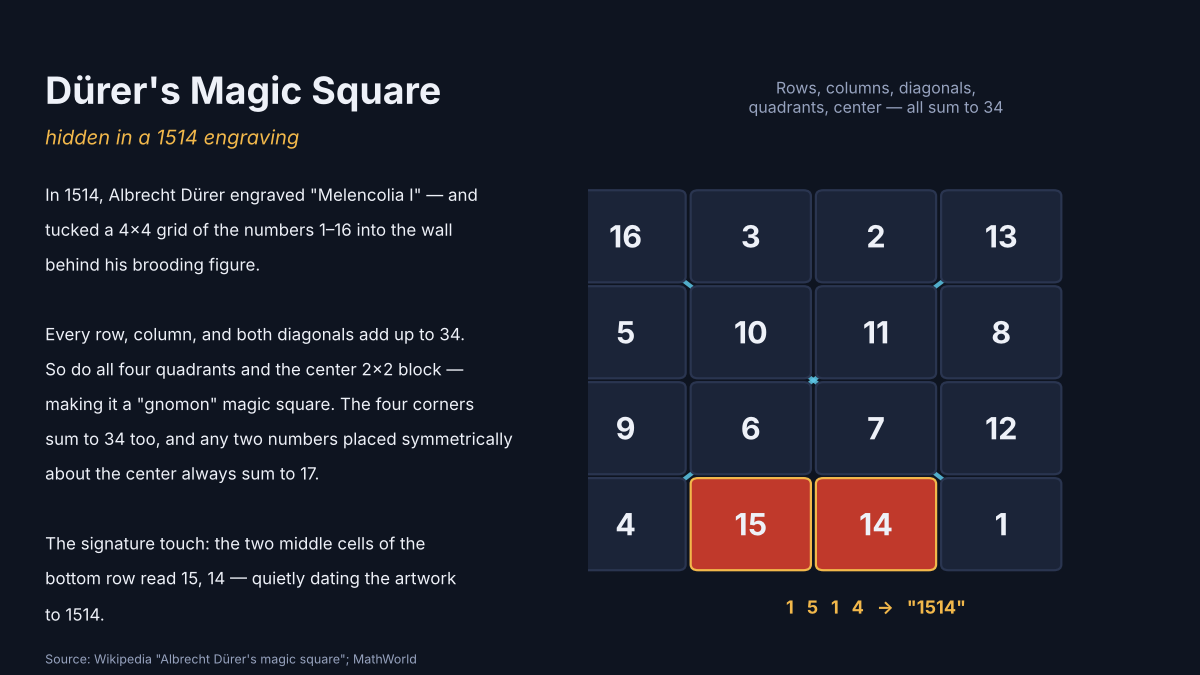 Dürer's Magic Square
hidden in a 1514 engraving
In 1514, Albrecht Dürer engraved "Melencolia I" — and
tucked a 4×4 grid of the numbers 1–16 into the wall
behind his brooding figure.
Every row, column, and both diagonals add up to 34.
So do all four quadrants and the center 2×2 block —
making it a "gnomon" magic square. The four corners
sum to 34 too, and any two numbers placed symmetrically
about the center always sum to 17.
The signature touch: the two middle cells of the
bottom row read 15, 14 — quietly dating the artwork
to 1514.
Source: Wikipedia "Albrecht Dürer's magic square"; MathWorld
Rows, columns, diagonals,
quadrants, center — all sum to 34
16 3 2 13
5 10 11 8
9 6 7 12
4 15 14 1
1 5 1 4 → "1514"